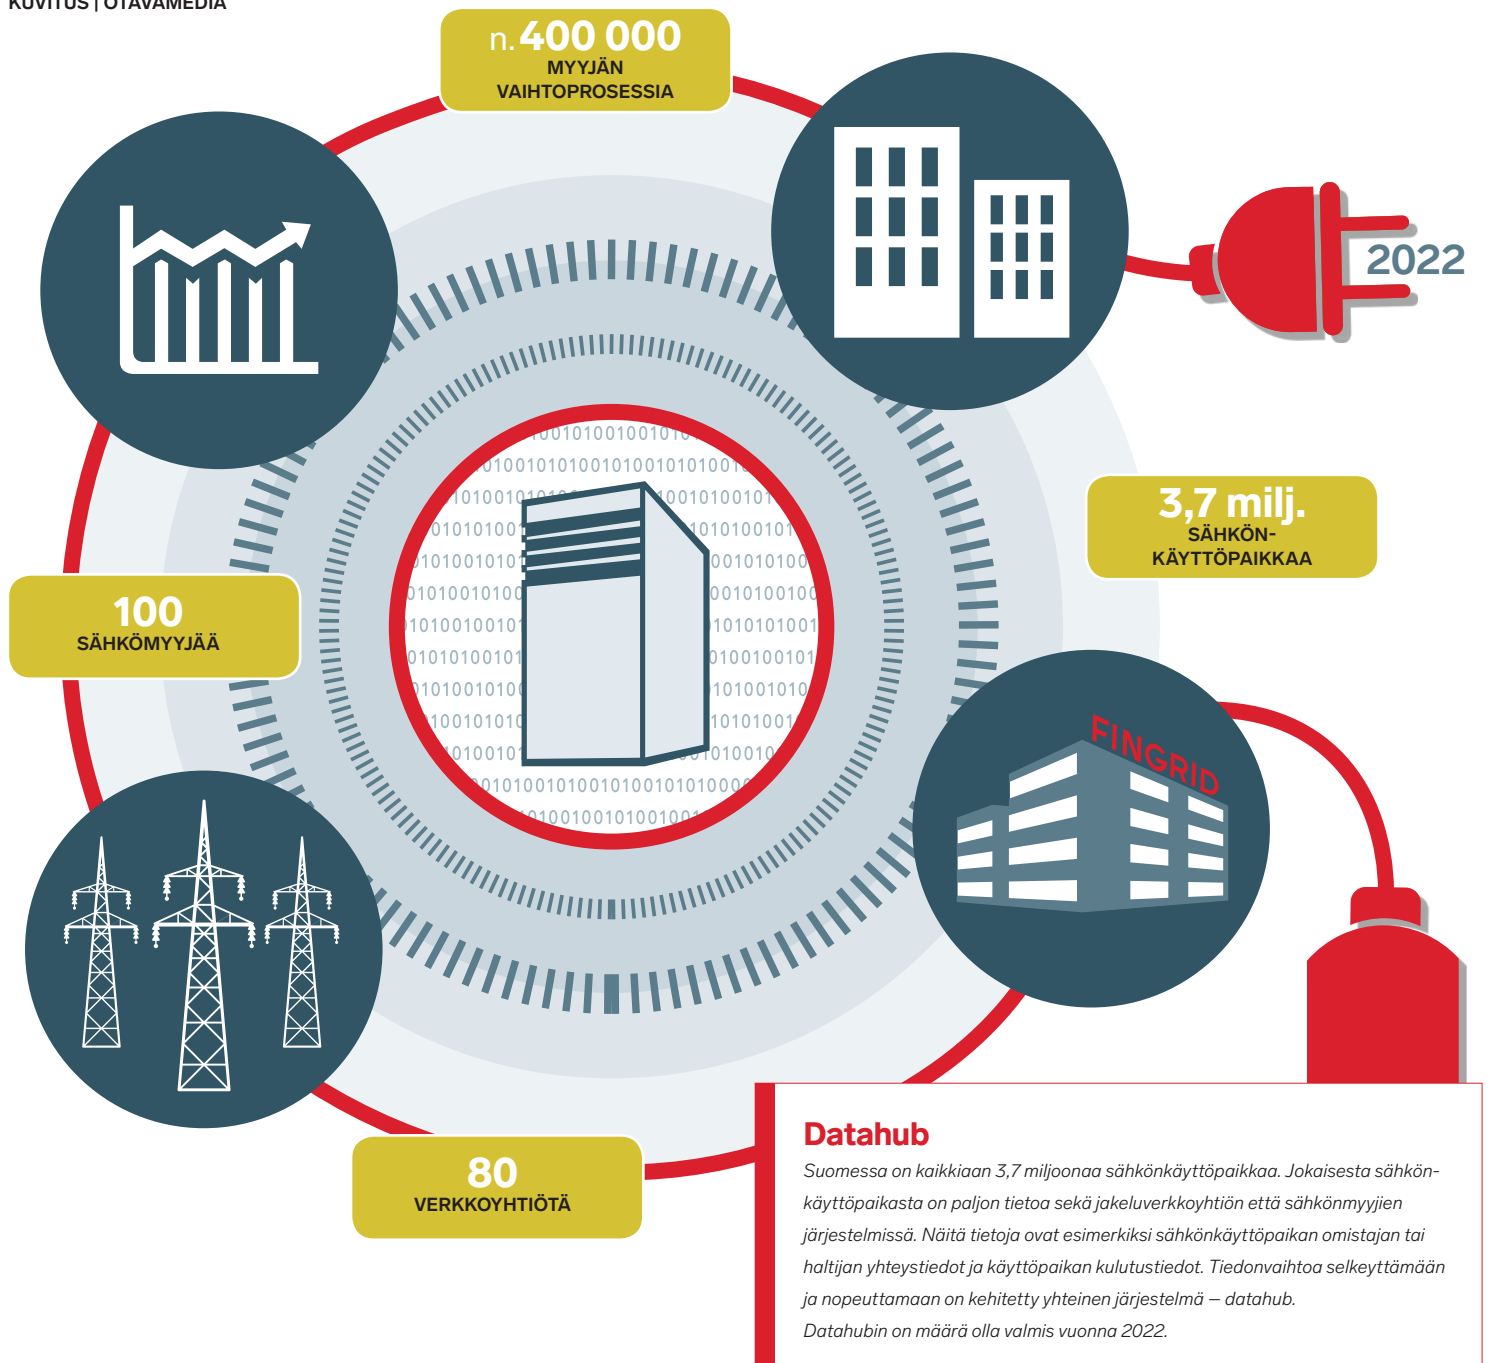 KUVITUS | OTAVAMEDIA
n. 400 000
MYYJÄN
VAIHTOPROSESSIA
2022
3,7 milj.
SÄHKÖN-
KÄYTTÖPAIKKAA
100
SÄHKÖMYYJÄÄ
FINGRID
80
VERKKOYHTIÖTÄ
Datahub
Suomessa on kaikkiaan 3,7 miljoonaa sähkönkäyttöpaikkaa. Jokaisesta sähkön-
käyttöpaikasta on paljon tietoa sekä jakeluverkkoyhtiön että sähkönmyyjien
järjestelmissä. Näitä tietoja ovat esimerkiksi sähkönkäyttöpaikan omistajan tai
haltijan yhteystiedot ja käyttöpaikan kulutustiedot. Tiedonvaihtoa selkeyttämään
ja nopeuttamaan on kehitetty yhteinen järjestelmä – datahub.
Datahubin on määrä olla valmis vuonna 2022.